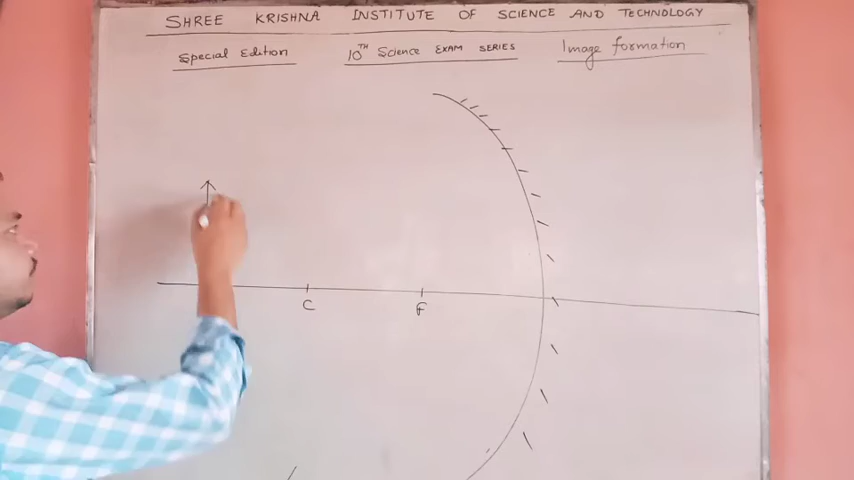 SHREE KRISHNA INSTITUTE OF SCIENCE AND TECHNOLOGY
Special Edition 10TH Science EXAM SERIES Image formation
C F